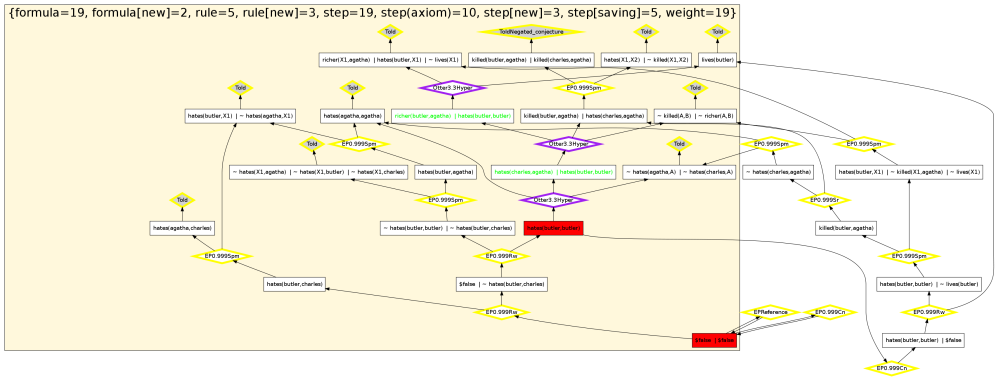 {formula=19, formula[new]=2, rule=5, rule[new]=3, step=19, step(axiom)=10, step[new]=3, step[saving]=5, weight=19}
Told
ToldNegated_conjecture
Told
Told
richer(X1,agatha) | hates(butler,X1) | ~ lives(X1)
killed(butler,agatha) | killed(charles,agatha)
hates(X1,X2) | ~ killed(X1,X2)
lives(butler)
Told
Told
Otter3.3Hyper
EP0.999Spm
Told
hates(butler,X1) | ~ hates(agatha,X1)
hates(agatha,agatha)
richer(butler,agatha) | hates(butler,butler)
killed(butler,agatha) | hates(charles,agatha)
~ killed(A,B) | ~ richer(A,B)
Told
EP0.999Spm
Otter3.3Hyper
Told
EP0.999Spm
EP0.999Spm
~ hates(X1,agatha) | ~ hates(X1,butler) | ~ hates(X1,charles)
hates(butler,agatha)
hates(charles,agatha) | hates(butler,butler)
~ hates(agatha,A) | ~ hates(charles,A)
~ hates(charles,agatha)
hates(butler,X1) | ~ killed(X1,agatha) | ~ lives(X1)
Told
EP0.999Spm
Otter3.3Hyper
EP0.999Sr
hates(agatha,charles)
~ hates(butler,butler) | ~ hates(butler,charles)
hates(butler,butler)
killed(butler,agatha)
EP0.999Spm
EP0.999Rw
EP0.999Spm
hates(butler,charles)
$false | ~ hates(butler,charles)
hates(butler,butler) | ~ lives(butler)
EP0.999Rw
EPReference
EP0.999Cn
EP0.999Rw
$false | $false
hates(butler,butler) | $false
EP0.999Cn